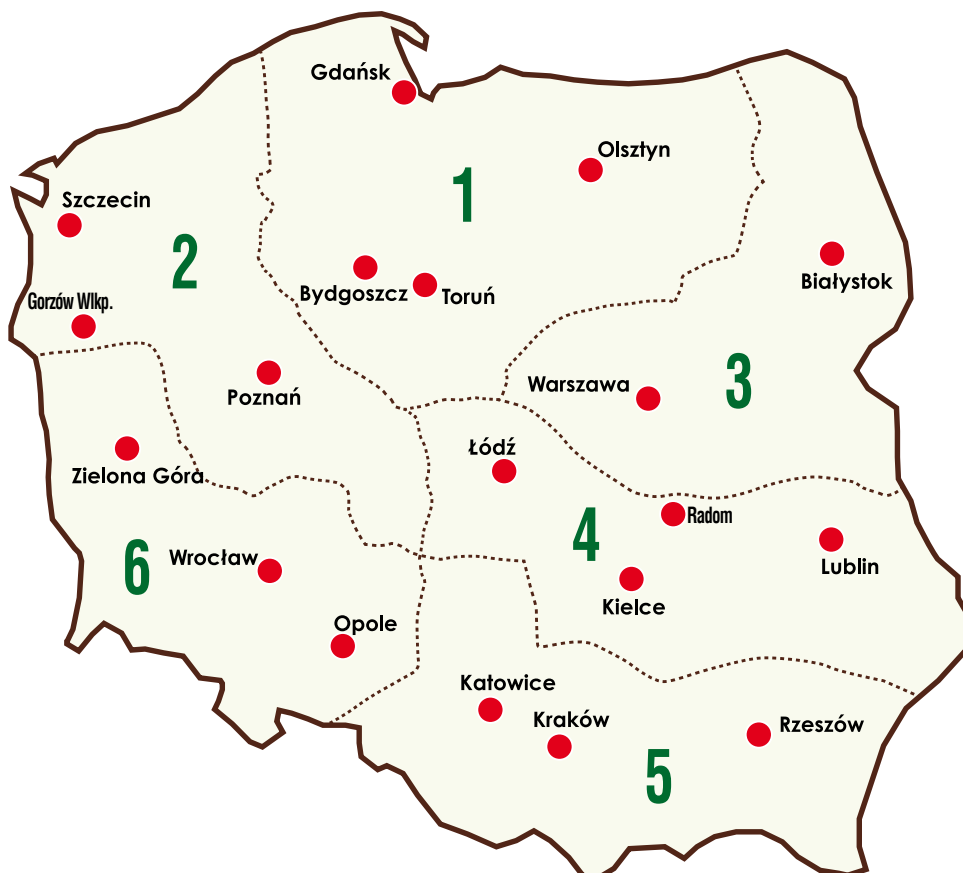 Gdańsk
Olsztyn
1
Szczecin
2
Białystok
Bydgoszcz
Toruń
Gorzów Wlkp.
3
Warszawa
Poznań
Łódź
Zielona Góra
4
Radom
Wrocław
6
Lublin
Kielce
Opole
Katowice
Kraków
Rzeszów
5